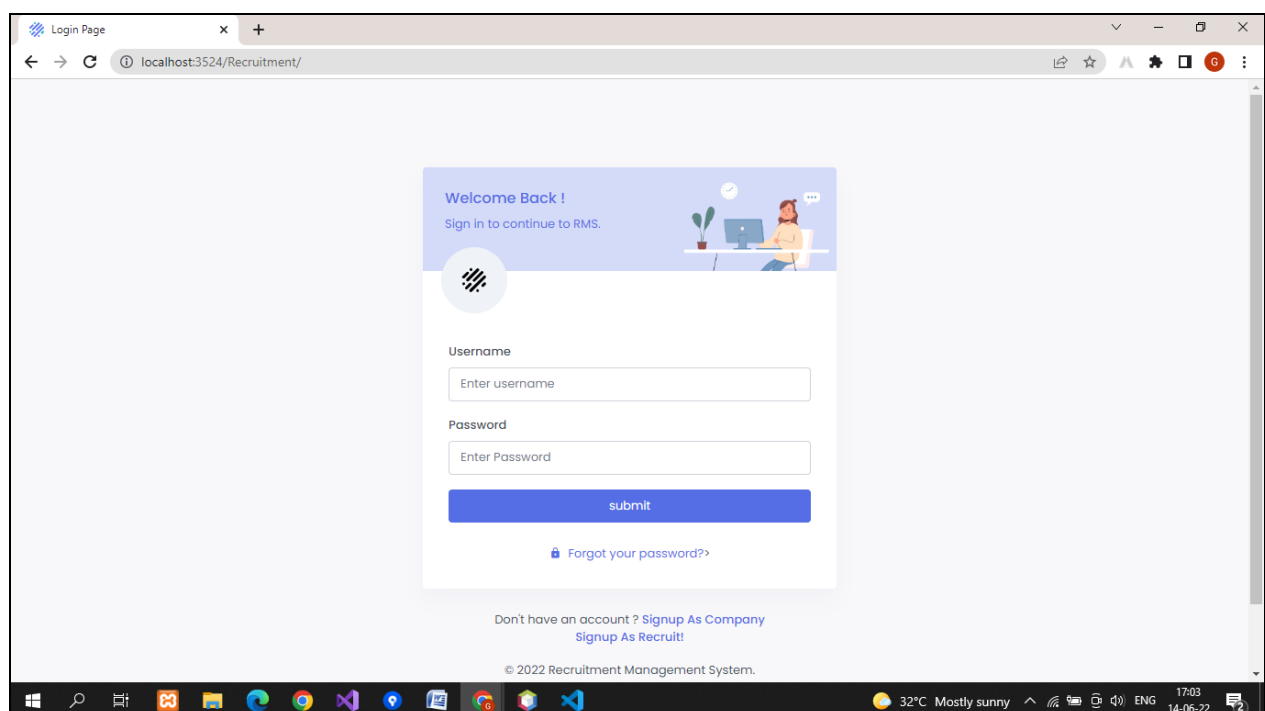 Login Page
localhost:3524/Recruitment/
G
Welcome Back !
Sign in to continue to RMS.
Username
Enter username
Password
Enter Password
submit
Forgot your password?>
Don't have an account ? Signup As Company
Signup As Recruit!
© 2022 Recruitment Management System.
32°C Mostly sunny
ENG
17:03
14-06-22
2